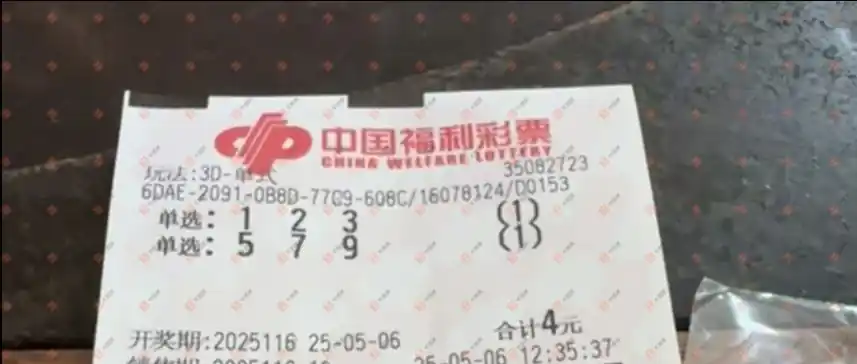 中国福利彩票
CHINA WELFARE LOTTERY
玩法:3D-单式 35082723
6DAE-2091-0B8D-77C9-608C/16078124/D0153
单选: 1 2 3 {1}
单选: 5 7 9 {1}
开奖期:2025116 25-05-06 合计4元
25-05-06 12:35:37